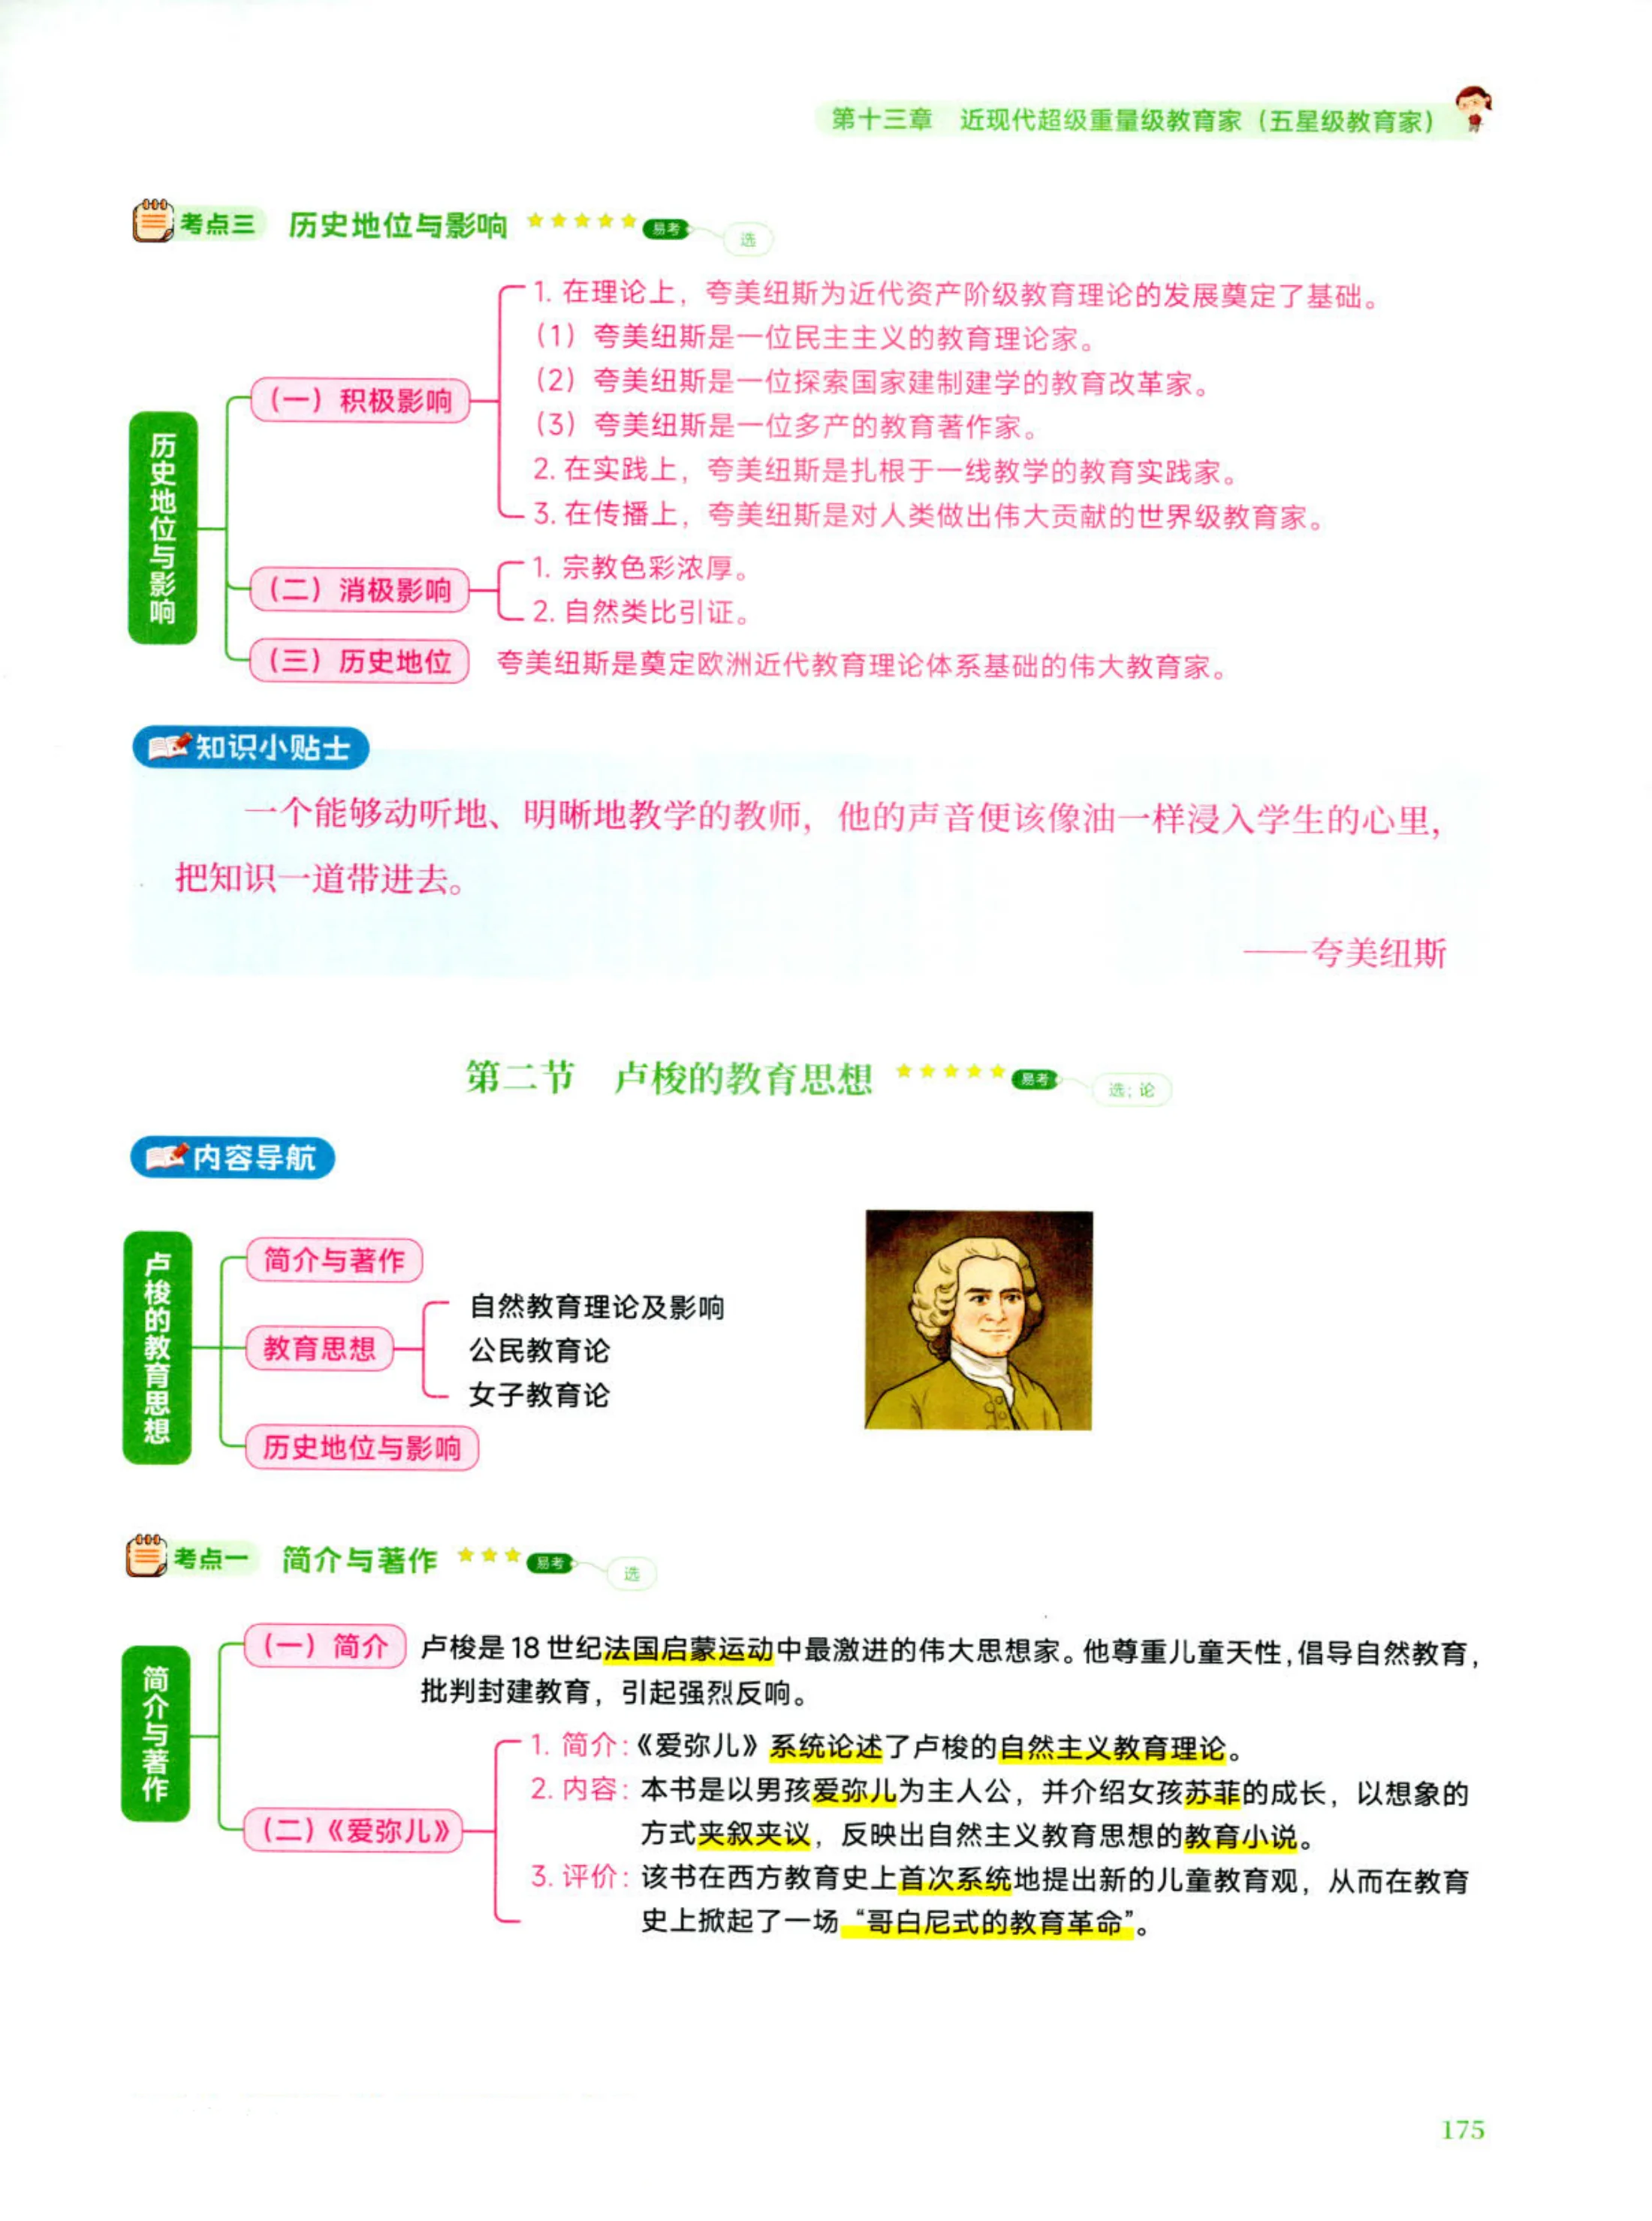 第十三章 近现代超级重量级教育家（五星级教育家）
考点三 历史地位与影响 ★★★★★ 易考 选
历史地位与影响
（一）积极影响
1. 在理论上，夸美纽斯为近代资产阶级教育理论的发展奠定了基础。
（1）夸美纽斯是一位民主主义的教育理论家。
（2）夸美纽斯是一位探索国家建制建学的教育改革家。
（3）夸美纽斯是一位多产的教育著作家。
2. 在实践上，夸美纽斯是扎根于一线教学的教育实践家。
3. 在传播上，夸美纽斯是对人类做出伟大贡献的世界级教育家。
（二）消极影响
1. 宗教色彩浓厚。
2. 自然类比引证。
（三）历史地位 夸美纽斯是奠定欧洲近代教育理论体系基础的伟大教育家。
知识小贴士
一个能够动听地、明晰地教学的教师，他的声音便该像油一样浸入学生的心里，
把知识一道带进去。
——夸美纽斯
第二节 卢梭的教育思想 ★★★★★ 易考 选；论
内容导航
卢梭的教育思想
简介与著作
教育思想
自然教育理论及影响
公民教育论
女子教育论
历史地位与影响
考点一 简介与著作 ★★★ 易考 选
简介与著作
（一）简介 卢梭是18世纪法国启蒙运动中最激进的伟大思想家。他尊重儿童天性，倡导自然教育，
批判封建教育，引起强烈反响。
（二）《爱弥儿》
1. 简介：《爱弥儿》系统论述了卢梭的自然主义教育理论。
2. 内容：本书是以男孩爱弥儿为主人公，并介绍女孩苏菲的成长，以想象的
方式夹叙夹议，反映出自然主义教育思想的教育小说。
3. 评价：该书在西方教育史上首次系统地提出新的儿童教育观，从而在教育
史上掀起了一场“哥白尼式的教育革命”。
175